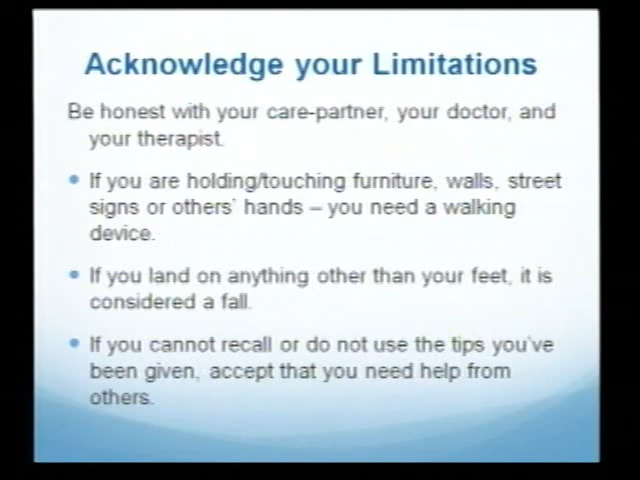 Acknowledge your Limitations
Be honest with your care-partner, your doctor, and
your therapist.
If you are holding/touching furniture, walls, street
signs or others' hands – you need a walking
device.
If you land on anything other than your feet, it is
considered a fall.
If you cannot recall or do not use the tips you've
been given, accept that you need help from
others.